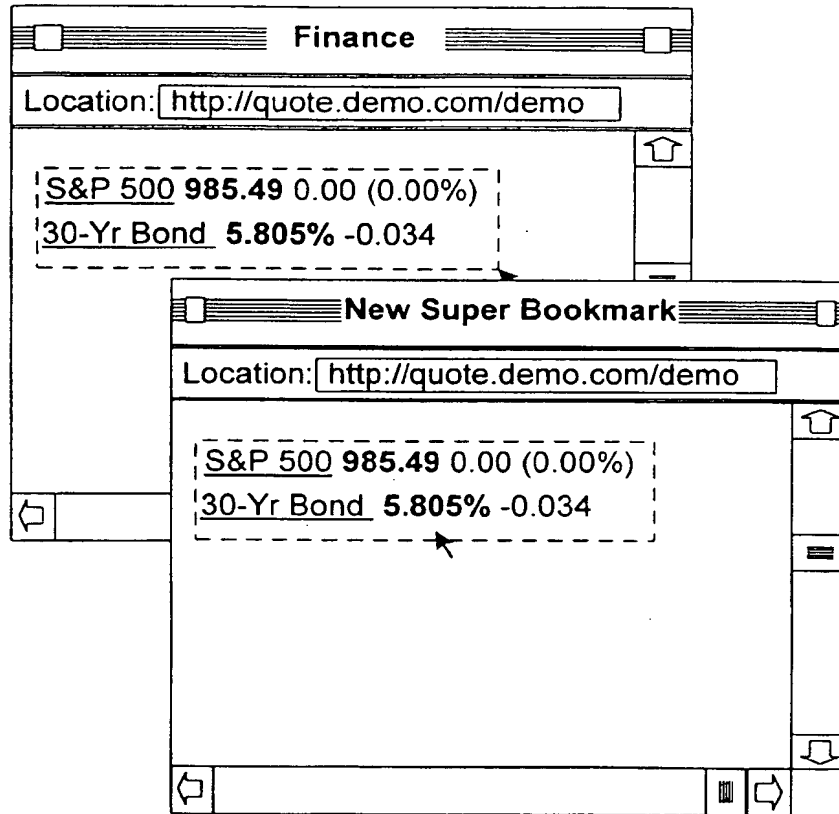 Finance
Location: http://quote.demo.com/demo
S&P 500 985.49 0.00 (0.00%)
30-Yr Bond 5.805% -0.034
New Super Bookmark
Location: http://quote.demo.com/demo
S&P 500 985.49 0.00 (0.00%)
30-Yr Bond 5.805% -0.034